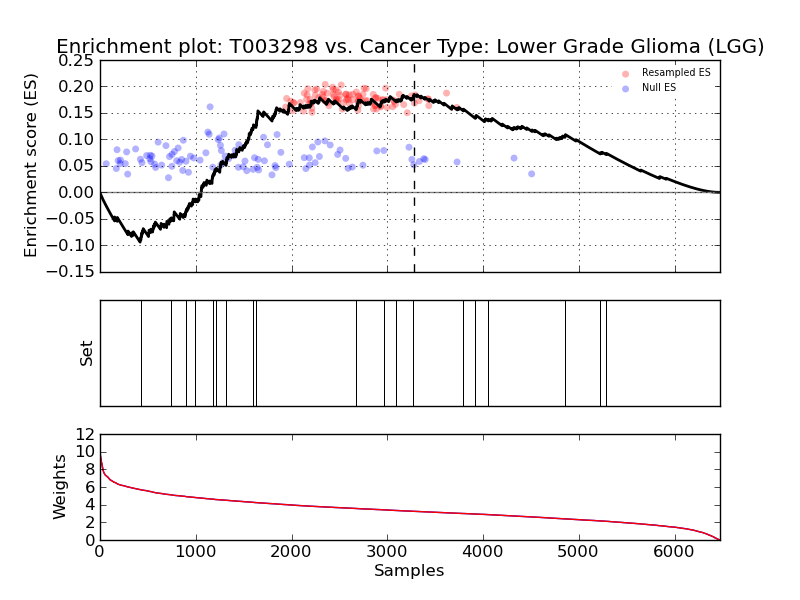 Enrichment plot: T003298 vs. Cancer Type: Lower Grade Glioma (LGG)
Enrichment score (ES)
0.25
0.20
0.15
0.10
0.05
0.00
−0.05
−0.10
−0.15
Resampled ES
Null ES
Set
Weights
12
10
8
6
4
2
0
0 1000 2000 3000 4000 5000 6000
Samples